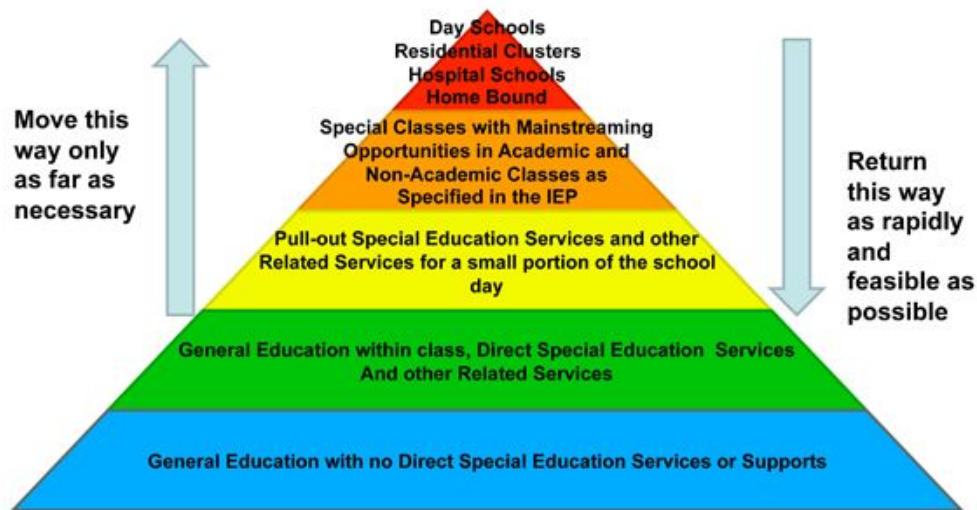 Day Schools
Residential Clusters
Hospital Schools
Home Bound
Move this
way only
as far as
necessary
Special Classes with Mainstreaming
Opportunities in Academic and
Non-Academic Classes as
Specified in the IEP
Return
this way
as rapidly
and
feasible as
possible
Pull-out Special Education Services and other
Related Services for a small portion of the school
day
General Education within class, Direct Special Education Services
And other Related Services
General Education with no Direct Special Education Services or Supports